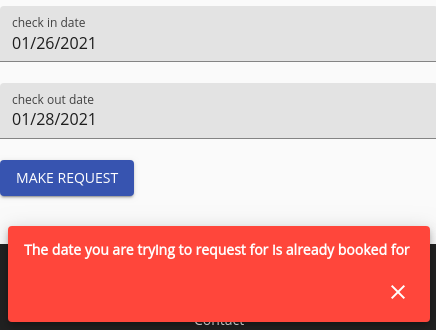 check in date
01/26/2021
check out date
01/28/2021
MAKE REQUEST
The date you are trying to request for is already booked for
Contact